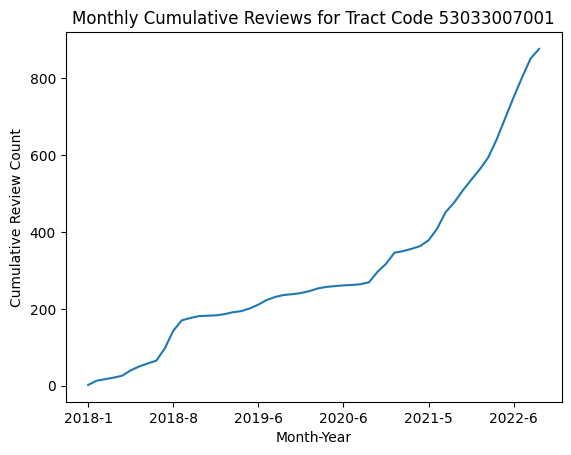 Monthly Cumulative Reviews for Tract Code 53033007001
800
600
400
200
0
Cumulative Review Count
2018-1 2018-8 2019-6 2020-6 2021-5 2022-6
Month-Year